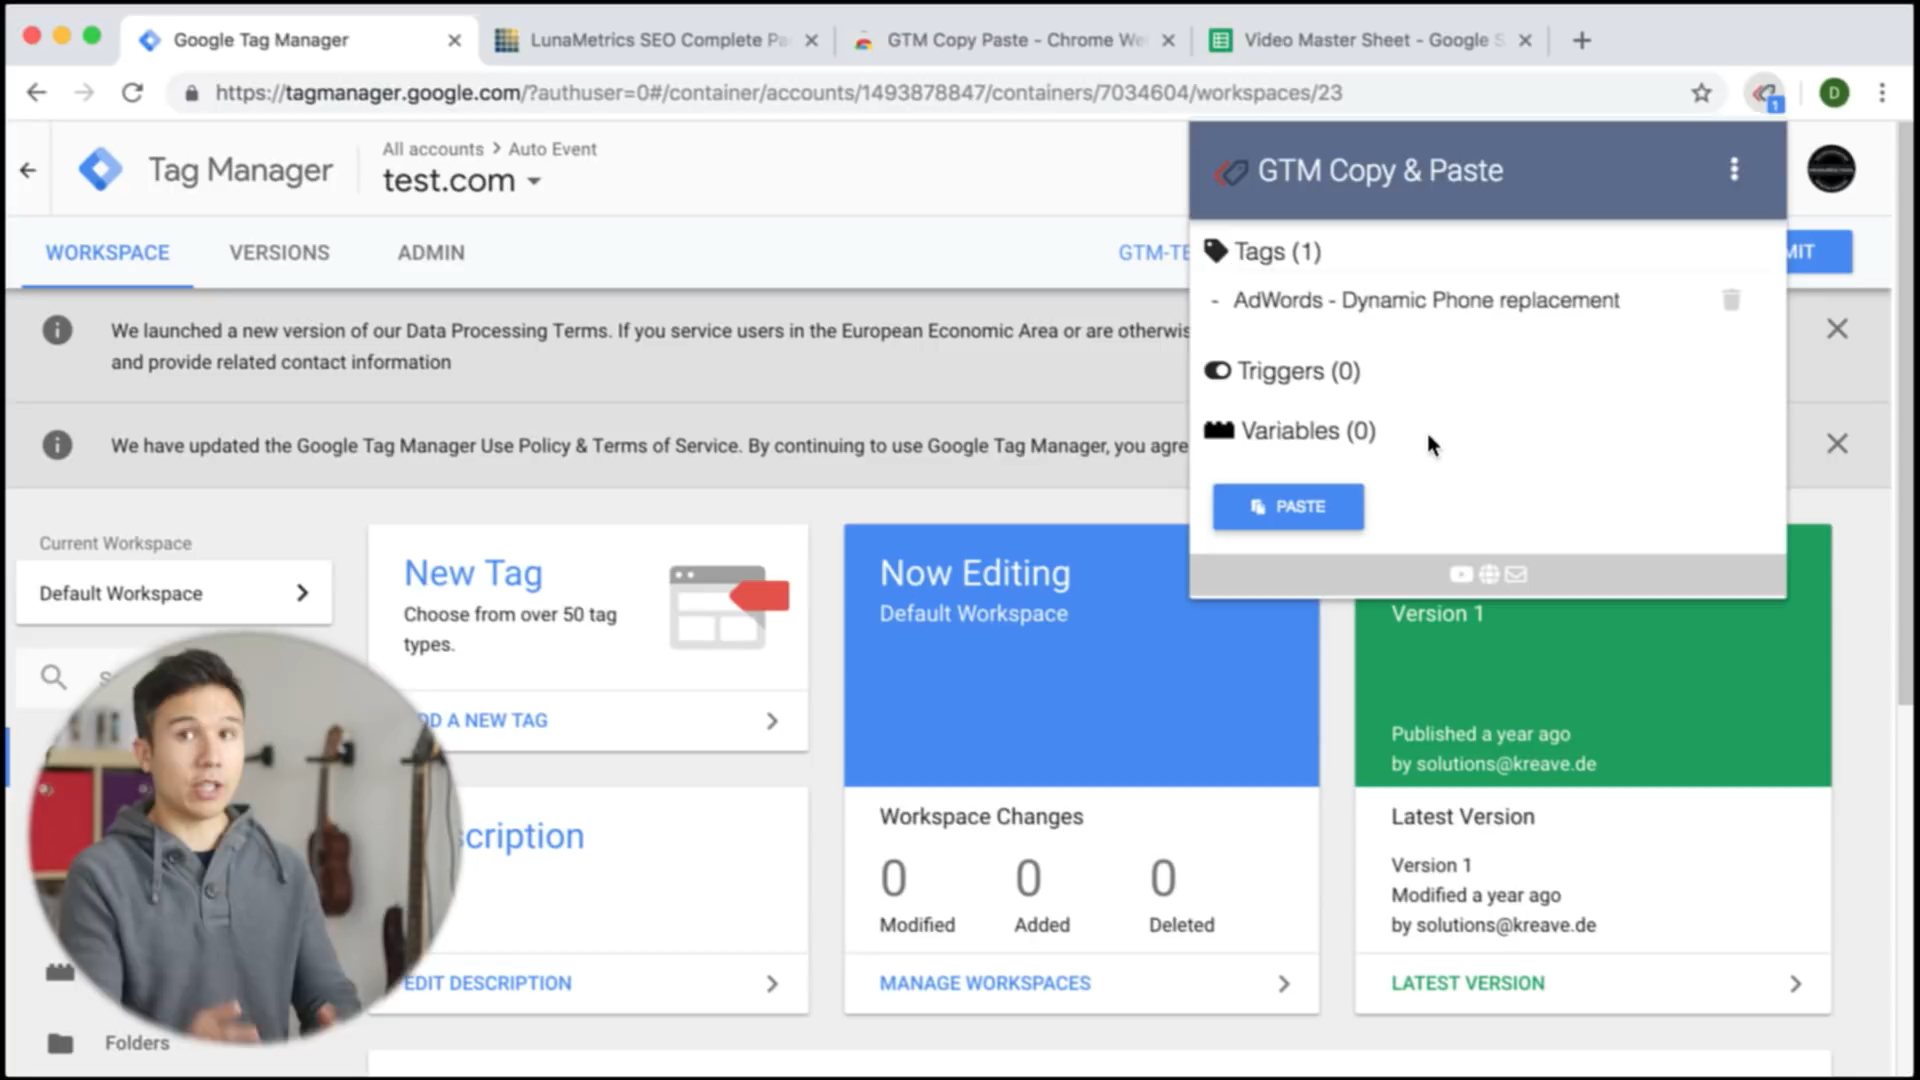 Google Tag Manager
LunaMetrics SEO Complete Pa
GTM Copy Paste - Chrome We
Video Master Sheet - Google S
https://tagmanager.google.com/?authuser=0#/container/accounts/1493878847/containers/7034604/workspaces/23
D
1
Tag Manager
All accounts > Auto Event
test.com
GTM Copy & Paste
WORKSPACE
VERSIONS
ADMIN
GTM-TE
MIT
Tags (1)
- AdWords - Dynamic Phone replacement
Triggers (0)
Variables (0)
PASTE
We launched a new version of our Data Processing Terms. If you service users in the European Economic Area or are otherwis
and provide related contact information
We have updated the Google Tag Manager Use Policy & Terms of Service. By continuing to use Google Tag Manager, you agre
Current Workspace
Default Workspace
S
New Tag
Choose from over 50 tag
types.
DD A NEW TAG
Now Editing
Default Workspace
Version 1
Published a year ago
by solutions@kreave.de
scription
EDIT DESCRIPTION
Workspace Changes
0
0
0
Modified
Added
Deleted
MANAGE WORKSPACES
Latest Version
Version 1
Modified a year ago
by solutions@kreave.de
LATEST VERSION
Folders